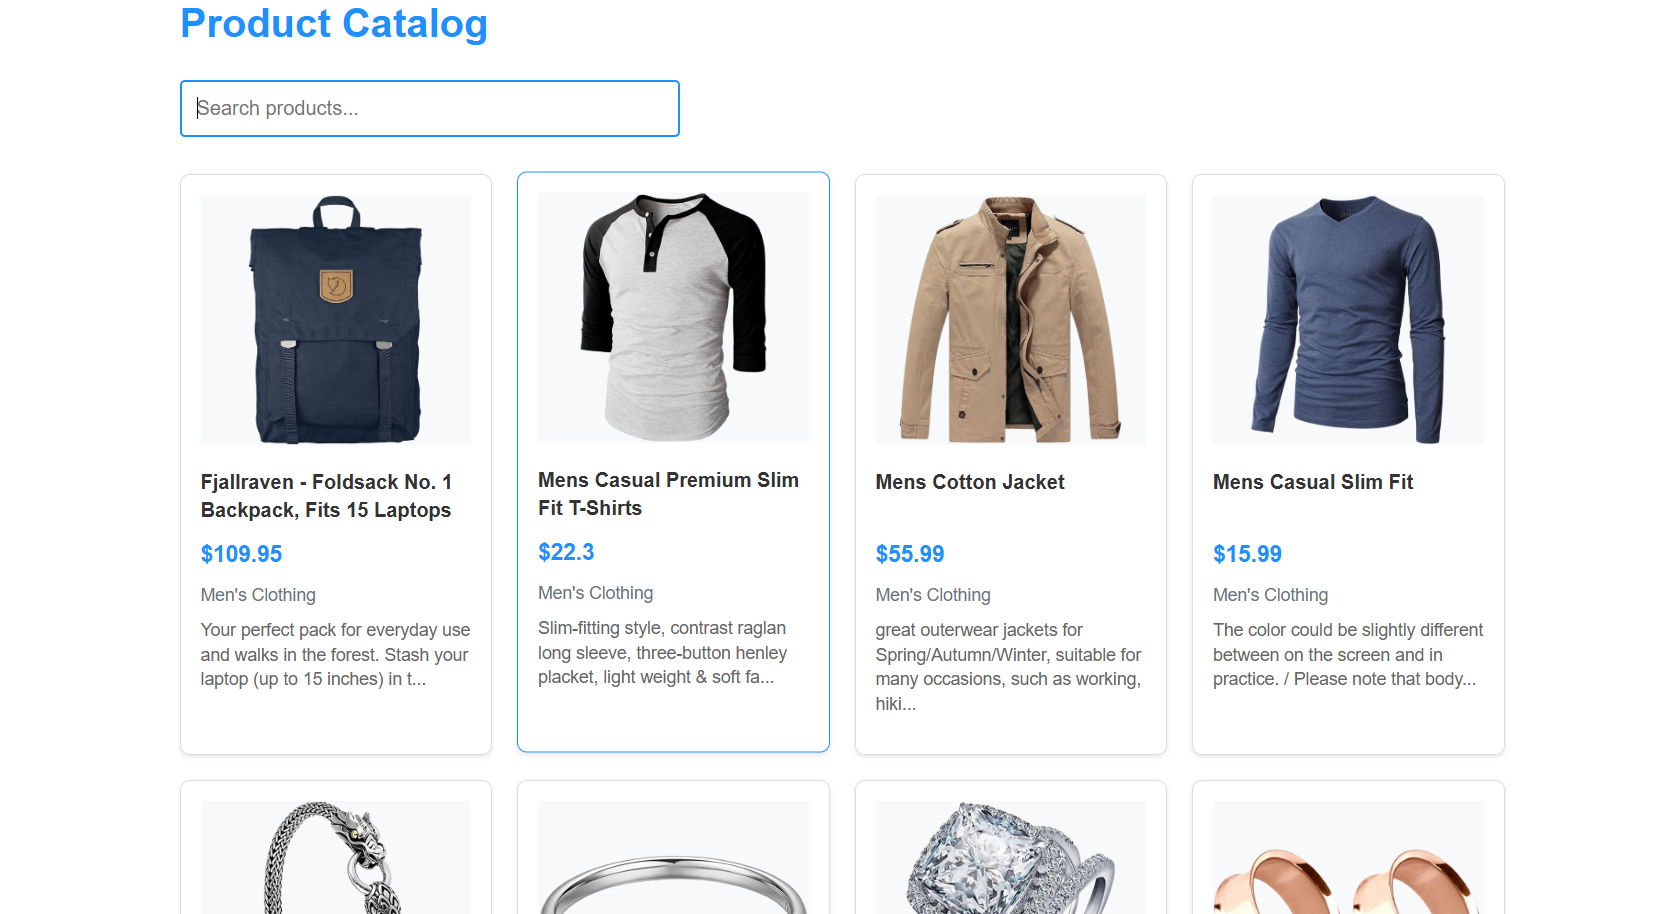 Product Catalog
Search products...
Fjallraven - Foldsack No. 1
Backpack, Fits 15 Laptops
$109.95
Men's Clothing
Your perfect pack for everyday use
and walks in the forest. Stash your
laptop (up to 15 inches) in t...
Mens Casual Premium Slim
Fit T-Shirts
$22.3
Men's Clothing
Slim-fitting style, contrast raglan
long sleeve, three-button henley
placket, light weight & soft fa...
Mens Cotton Jacket
$55.99
Men's Clothing
great outerwear jackets for
Spring/Autumn/Winter, suitable for
many occasions, such as working,
hiki...
Mens Casual Slim Fit
$15.99
Men's Clothing
The color could be slightly different
between on the screen and in
practice. / Please note that body...